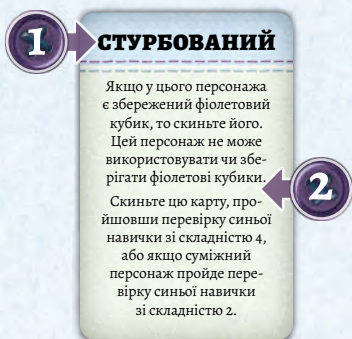 1
СТУРБОВАНИЙ
Якщо у цього персонажа
є збережений фіолетовий
кубик, то скиньте його.
Цей персонаж не може
використовувати чи збе-
рігати фіолетові кубики.
2
Скиньте цю карту, про-
йшовши перевірку синьої
навички зі складністю 4,
або якщо суміжний
персонаж пройде пере-
вірку синьої навички
зі складністю 2.